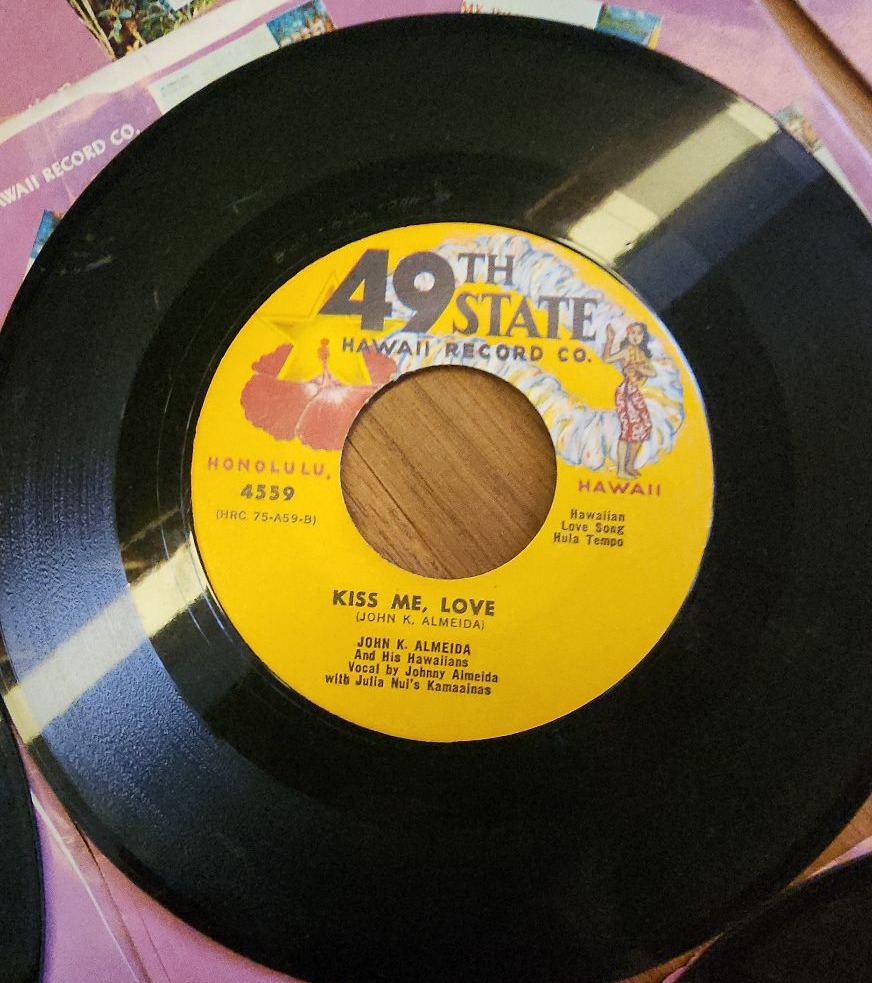 WAII RECORD CO.
49TH
STATE
HAWAII RECORD CO.
HONOLULU,
HAWAII
4559
(HRC 75-A59-B)
Hawaiian
Love Song
Hula Tempo
KISS ME, LOVE
(JOHN K. ALMEIDA)
JOHN K. ALMEIDA
And His Hawaiians
Vocal by Johnny Almeida
with Julia Nui's Kamaainas